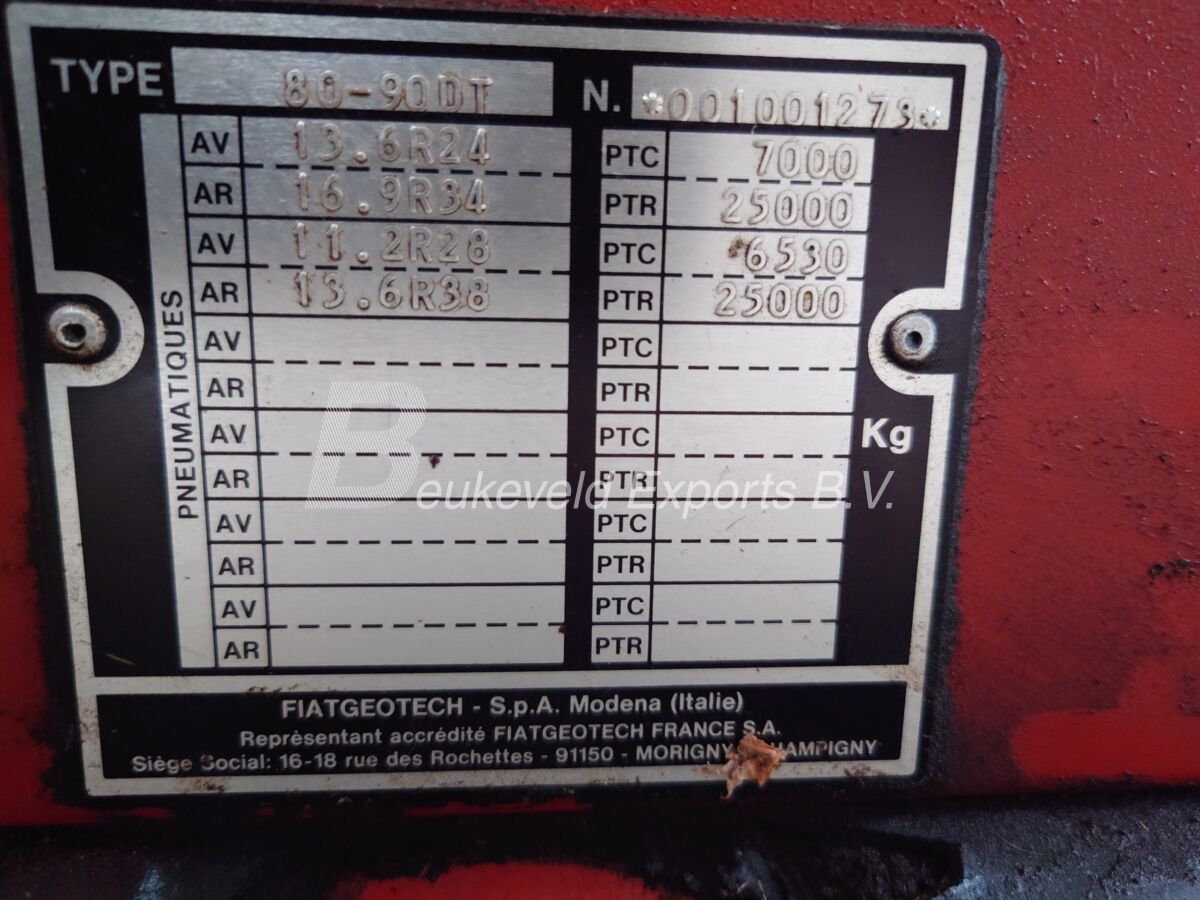 TYPE 80-90DT N. *001001273*
PNEUMATIQUES
AV 13.6R24 PTC 7000
AR 16.9R34 PTR 25000
AV 11.2R28 PTC 6530
AR 13.6R38 PTR 25000
AV PTC
AR PTR
AV PTC Kg
AR PTR
AV PTC
AR PTR
AV PTC
AR PTR
Beukeveld Exports B.V.
FIATGEOTECH - S.p.A. Modena (Italie)
Représentant accrédité FIATGEOTECH FRANCE S.A.
Siège Social: 16-18 rue des Rochettes - 91150 - MORIGNY CHAMPIGNY